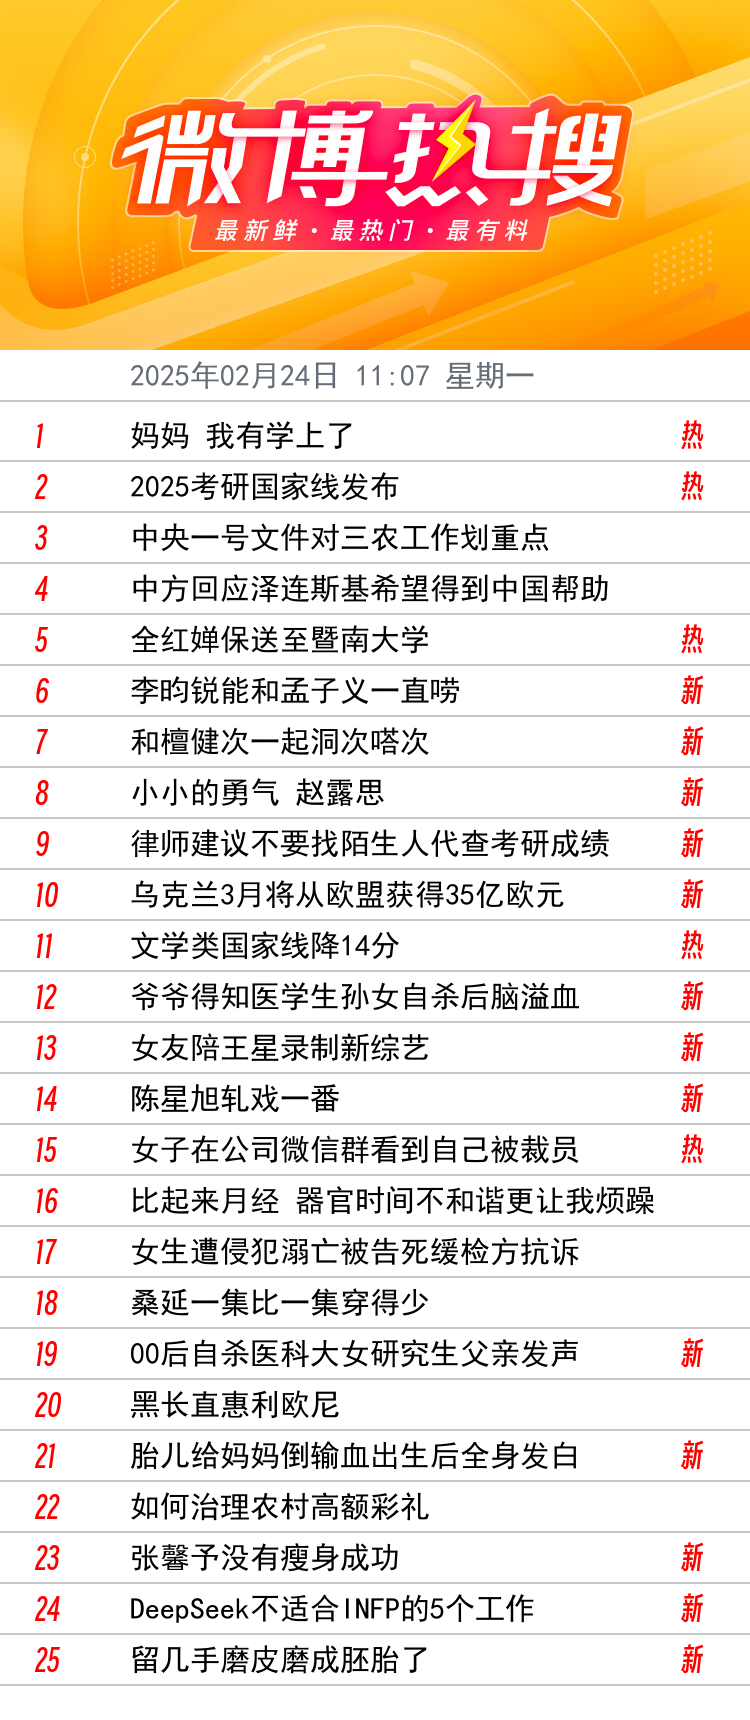 微博热搜
最新鲜·最热门·最有料
2025年02月24日 11:07 星期一
1 妈妈 我有学上了 热
2 2025考研国家线发布 热
3 中央一号文件对三农工作划重点
4 中方回应泽连斯基希望得到中国帮助
5 全红婵保送至暨南大学 热
6 李昀锐能和孟子义一直唠 新
7 和檀健次一起洞次嗒次 新
8 小小的勇气 赵露思 新
9 律师建议不要找陌生人代查考研成绩 新
10 乌克兰3月将从欧盟获得35亿欧元 新
11 文学类国家线降14分 热
12 爷爷得知医学生孙女自杀后脑溢血 新
13 女友陪王星录制新综艺 新
14 陈星旭轧戏一番 新
15 女子在公司微信群看到自己被裁员 热
16 比起来月经 器官时间不和谐更让我烦躁
17 女生遭侵犯溺亡被告死缓检方抗诉
18 桑延一集比一集穿得少
19 00后自杀医科大女研究生父亲发声 新
20 黑长直惠利欧尼
21 胎儿给妈妈倒输血出生后全身发白 新
22 如何治理农村高额彩礼
23 张馨予没有瘦身成功 新
24 DeepSeek不适合INFP的5个工作 新
25 留几手磨皮磨成胚胎了 新